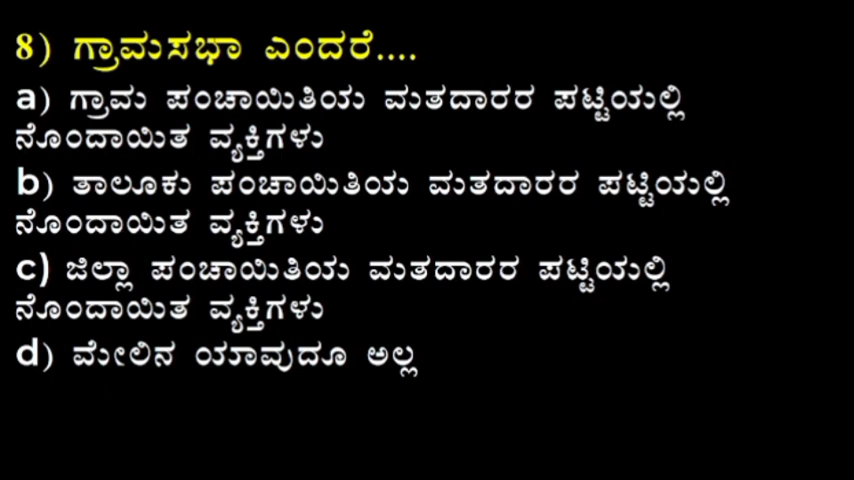 8) ಗ್ರಾಮಸಭಾ ಎಂದರೆ....
a) ಗ್ರಾಮ ಪಂಚಾಯಿತಿಯ ಮತದಾರರ ಪಟ್ಟಿಯಲ್ಲಿ
ನೊಂದಾಯಿತ ವ್ಯಕ್ತಿಗಳು
b) ತಾಲೂಕು ಪಂಚಾಯಿತಿಯ ಮತದಾರರ ಪಟ್ಟಿಯಲ್ಲಿ
ನೊಂದಾಯಿತ ವ್ಯಕ್ತಿಗಳು
c) ಜಿಲ್ಲಾ ಪಂಚಾಯಿತಿಯ ಮತದಾರರ ಪಟ್ಟಿಯಲ್ಲಿ
ನೊಂದಾಯಿತ ವ್ಯಕ್ತಿಗಳು
d) ಮೇಲಿನ ಯಾವುದೂ ಅಲ್ಲ